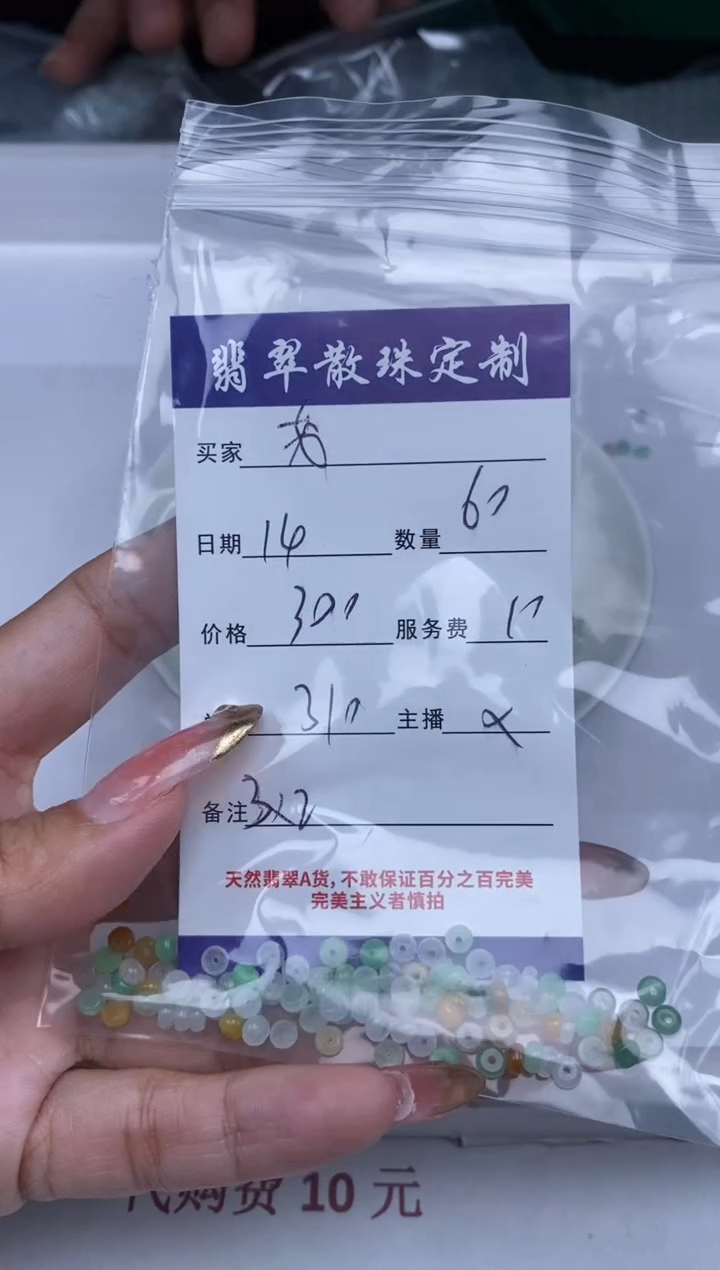 翡翠散珠定制
买家
日期 14 数量 60
价格 300 服务费 10
310 主播
备注 3x2
天然翡翠A货,不敢保证百分之百完美
完美主义者慎拍
代购费 10 元